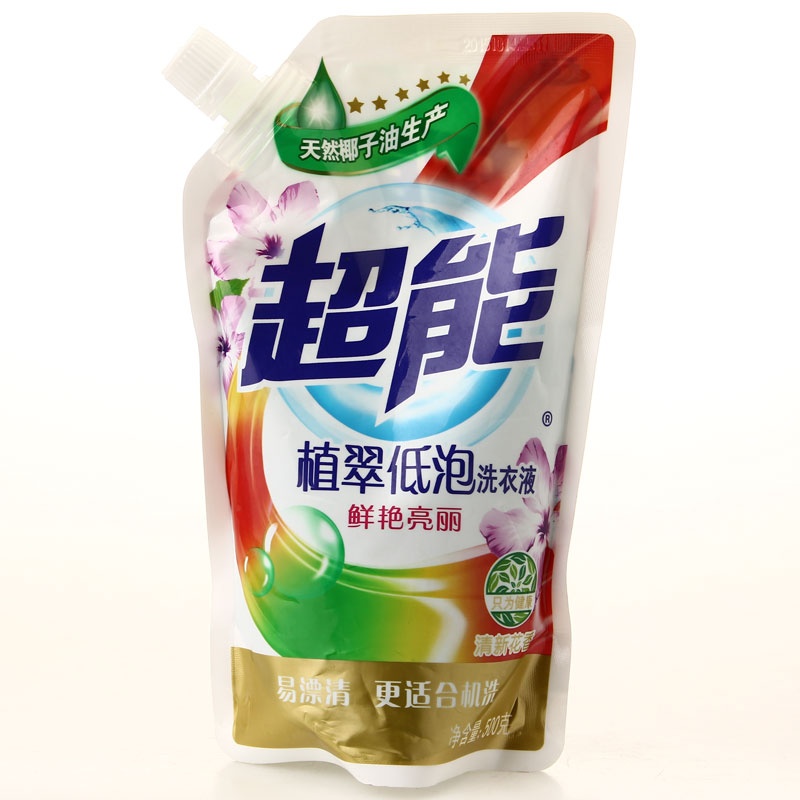 天然椰子油生产
超能
®
植翠低泡洗衣液
鲜艳亮丽
只为健康
清新花香
易漂清 更适合机洗
净含量:500克